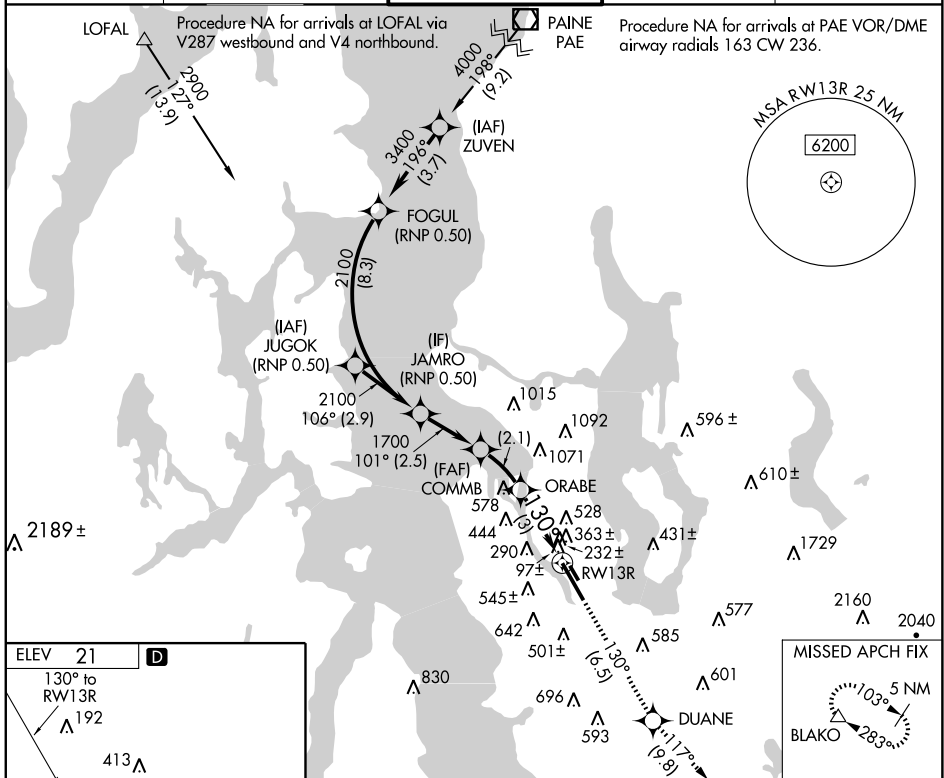 LOFAL
Procedure NA for arrivals at LOFAL via
V287 westbound and V4 northbound.
PAINE
PAE
Procedure NA for arrivals at PAE VOR/DME
airway radials 163 CW 236.
2900
127°
(13.9)
4000
198°
(9.2)
MSA RW13R 25 NM
6200
(IAF)
ZUVEN
3400
196°
(3.7)
FOGUL
(RNP 0.50)
2100
(8.3)
(IAF)
JUGOK
(RNP 0.50)
(IF)
JAMRO
(RNP 0.50)
2100
106° (2.9)
1700
101° (2.5)
(FAF)
COMMB
(2.1)
ORABE
1015
1092
1071
596 ±
610 ±
578
130°
(3)
528
444
363 ±
431 ±
290
232 ±
97 ±
RW13R
1729
2189 ±
545 ±
642
501 ±
577
585
2160
2040
130°
(6.5)
601
830
696
593
DUANE
117°
(9.8)
ELEV 21
D
130° to
RW13R
192
413
MISSED APCH FIX
5 NM
103°
283°
BLAKO